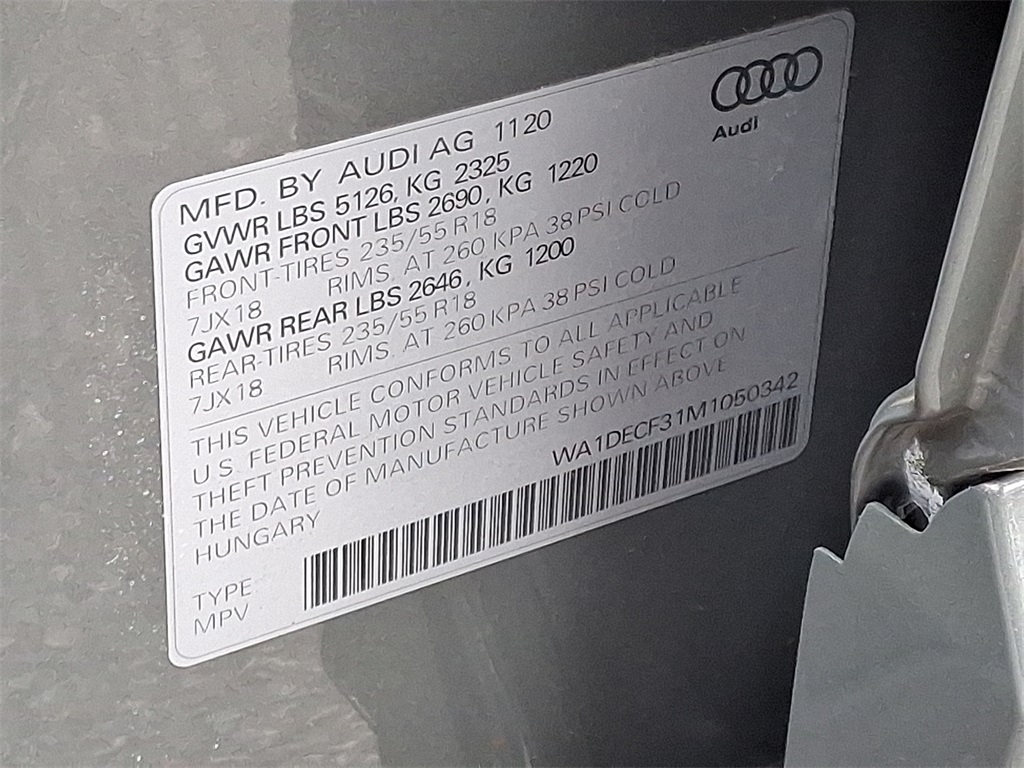 Audi
MFD. BY AUDI AG 1120
GVWR LBS 5126, KG 2325
GAWR FRONT LBS 2690, KG 1220
FRONT-TIRES 235/55 R18
7JX18 RIMS, AT 260 KPA 38 PSI COLD
GAWR REAR LBS 2646, KG 1200
REAR-TIRES 235/55 R18
7JX18 RIMS, AT 260 KPA 38 PSI COLD
THIS VEHICLE CONFORMS TO ALL APPLICABLE
U.S. FEDERAL MOTOR VEHICLE SAFETY AND
THEFT PREVENTION STANDARDS IN EFFECT ON
THE DATE OF MANUFACTURE SHOWN ABOVE
HUNGARY WA1DECF31M1050342
TYPE
MPV